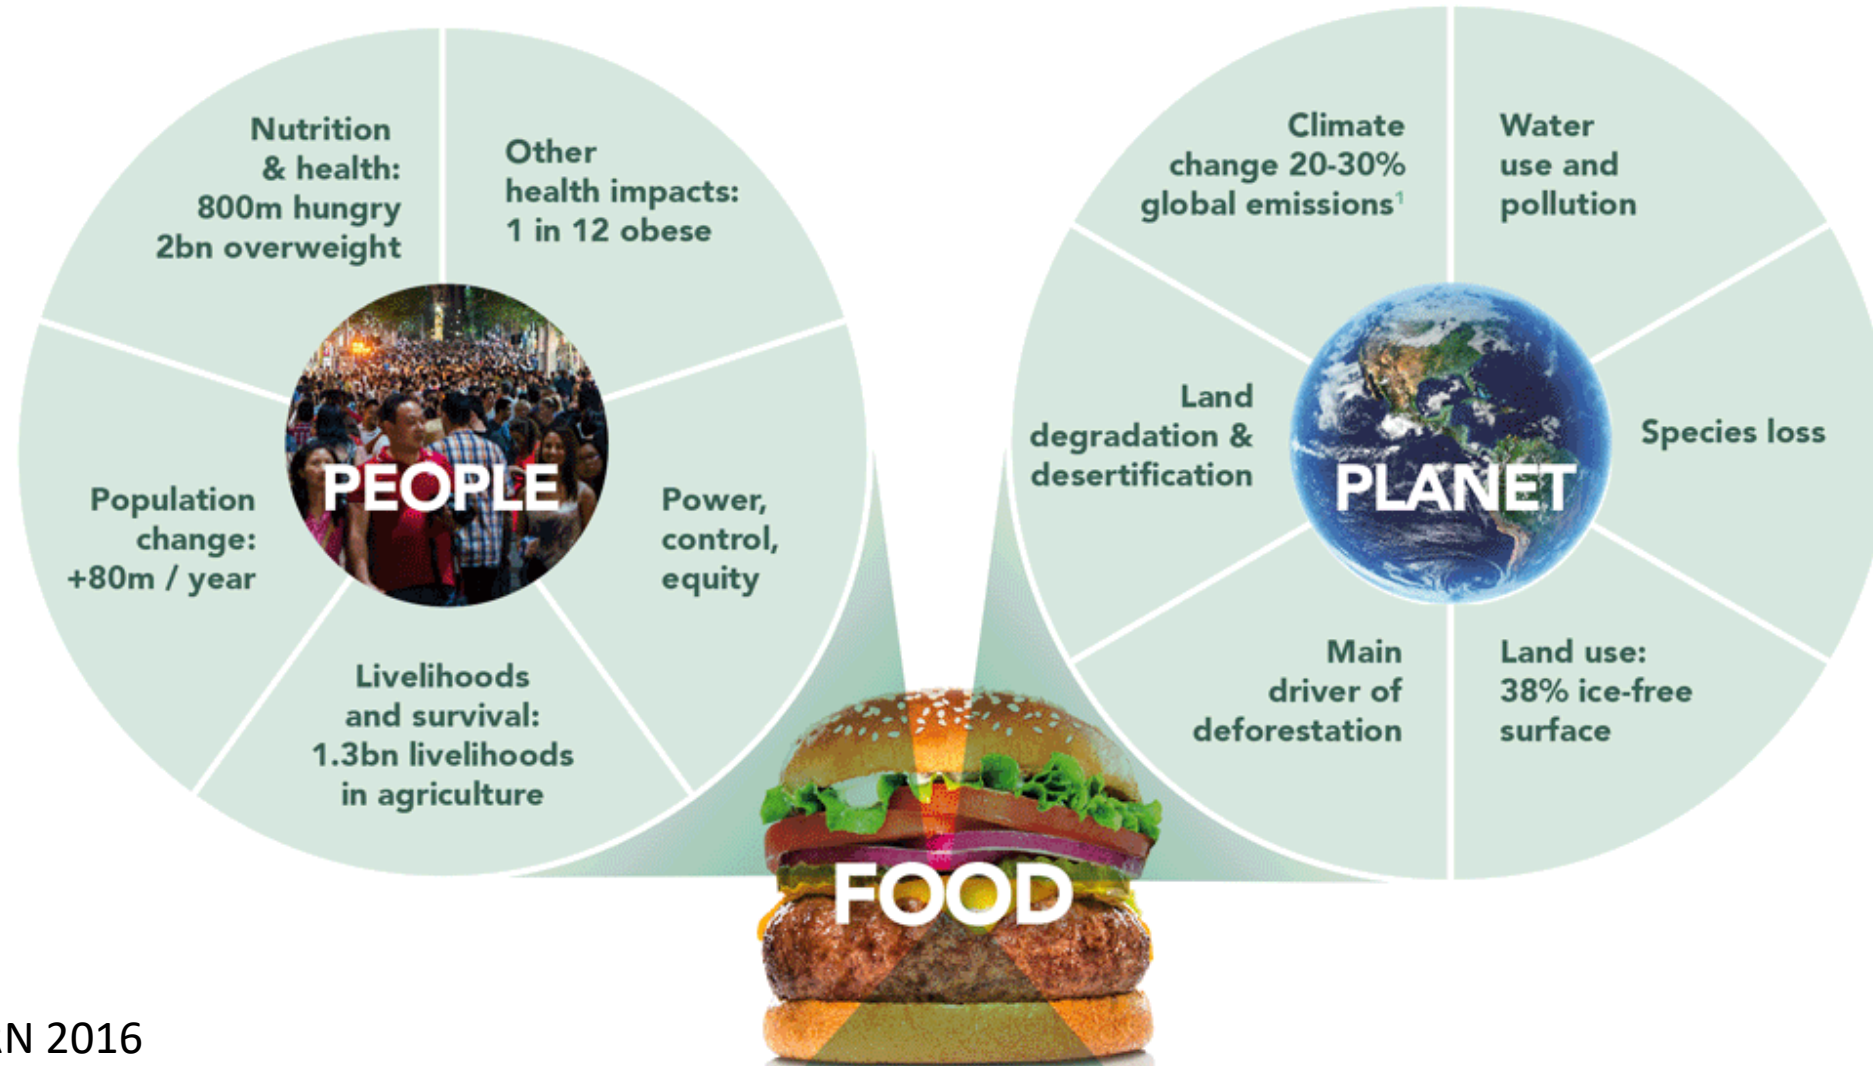 Nutrition
& health:
800m hungry
2bn overweight
Other
health impacts:
1 in 12 obese
Population
change:
+80m / year
PEOPLE
Power,
control,
equity
Livelihoods
and survival:
1.3bn livelihoods
in agriculture
Climate
change 20-30%
global emissions¹
Water
use and
pollution
Land
degradation &
desertification
PLANET
Species loss
Main
driver of
deforestation
Land use:
38% ice-free
surface
FOOD
2016